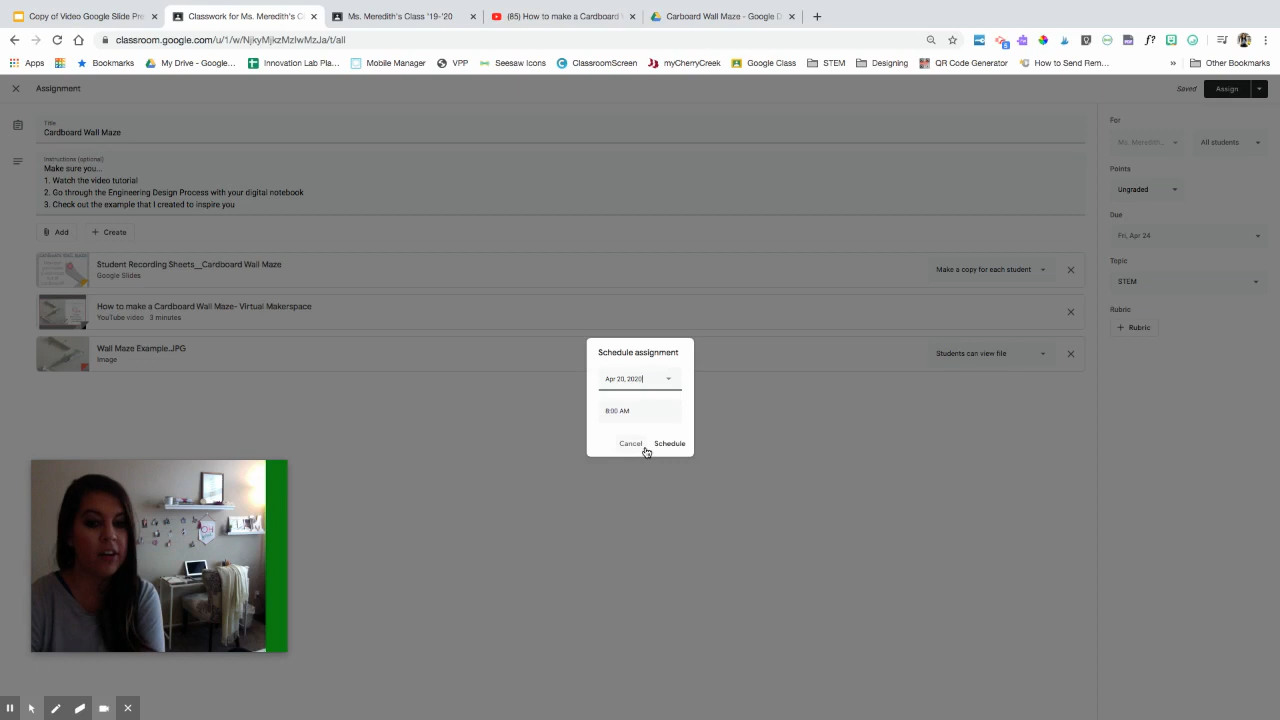 Copy of Video Google Slide Pre
Classwork for Ms. Meredith's C
Ms. Meredith's Class '19-'20
(85) How to make a Cardboard
Carboard Wall Maze - Google D
classroom.google.com/u/1/w/NjkyMjkzMzIwMzJa/t/all
Apps
Bookmarks
My Drive - Google...
Innovation Lab Pla...
Mobile Manager
VPP
Seesaw Icons
ClassroomScreen
myCherryCreek
Google Class
STEM
Designing
QR Code Generator
How to Send Rem...
»
Other Bookmarks
Assignment
Saved
Assign
Title
Cardboard Wall Maze
Instructions (optional)
Make sure you...
1. Watch the video tutorial
2. Go through the Engineering Design Process with your digital notebook
3. Check out the example that I created to inspire you
Add
Create
Student Recording Sheets__Cardboard Wall Maze
Google Slides
Make a copy for each student
How to make a Cardboard Wall Maze- Virtual Makerspace
YouTube video 3 minutes
Wall Maze Example.JPG
Image
Students can view file
For
Ms. Meredith...
All students
Points
Ungraded
Due
Fri, Apr 24
Topic
STEM
Rubric
+ Rubric
Schedule assignment
Apr 20, 2020
8:00 AM
Cancel
Schedule